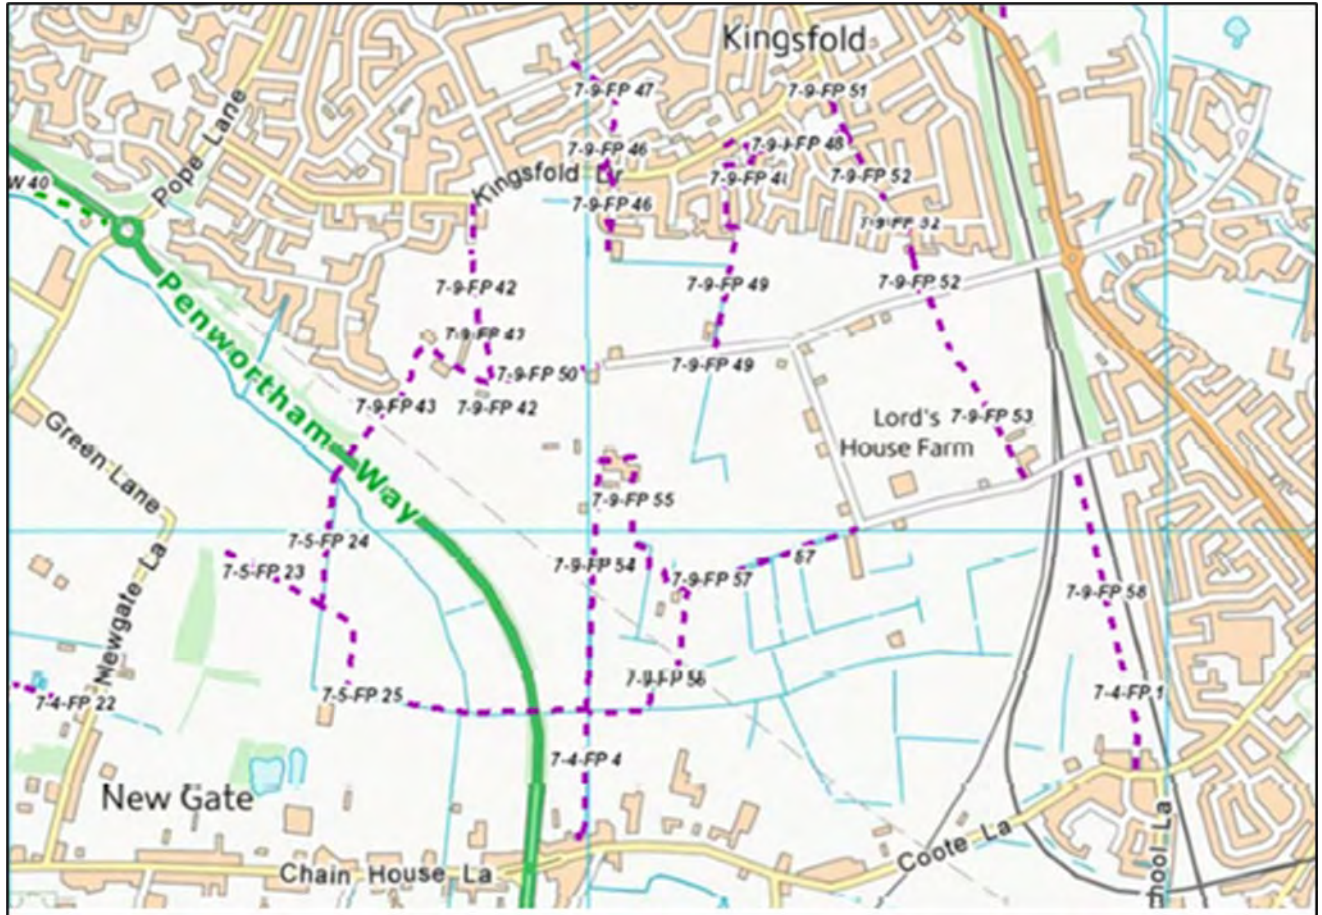 Kingsfold
7-9-FP 47
7-9-FP 51
Pope Lane
7-9-FP 46
7-9-FP 48
W 40
Kingsfold Dr
7-9-FP 52
7-9-FP 46
7-9-FP 42
7-9-FP 49
7-9-FP 52
Penwortham Way
7-9-FP 43
7-9-FP 49
7-9-FP 50
7-9-FP 43
7-9-FP 42
Lord's
House Farm
7-9-FP 53
Green Lane
7-9-FP 55
7-5-FP 24
7-5-FP 23
7-9-FP 54
7-9-FP 57
57
7-9-FP 58
Newgate La
7-4-FP 22
7-5-FP 25
7-4-FP 1
7-4-FP 4
New Gate
Chain House La
Coote La
hool La